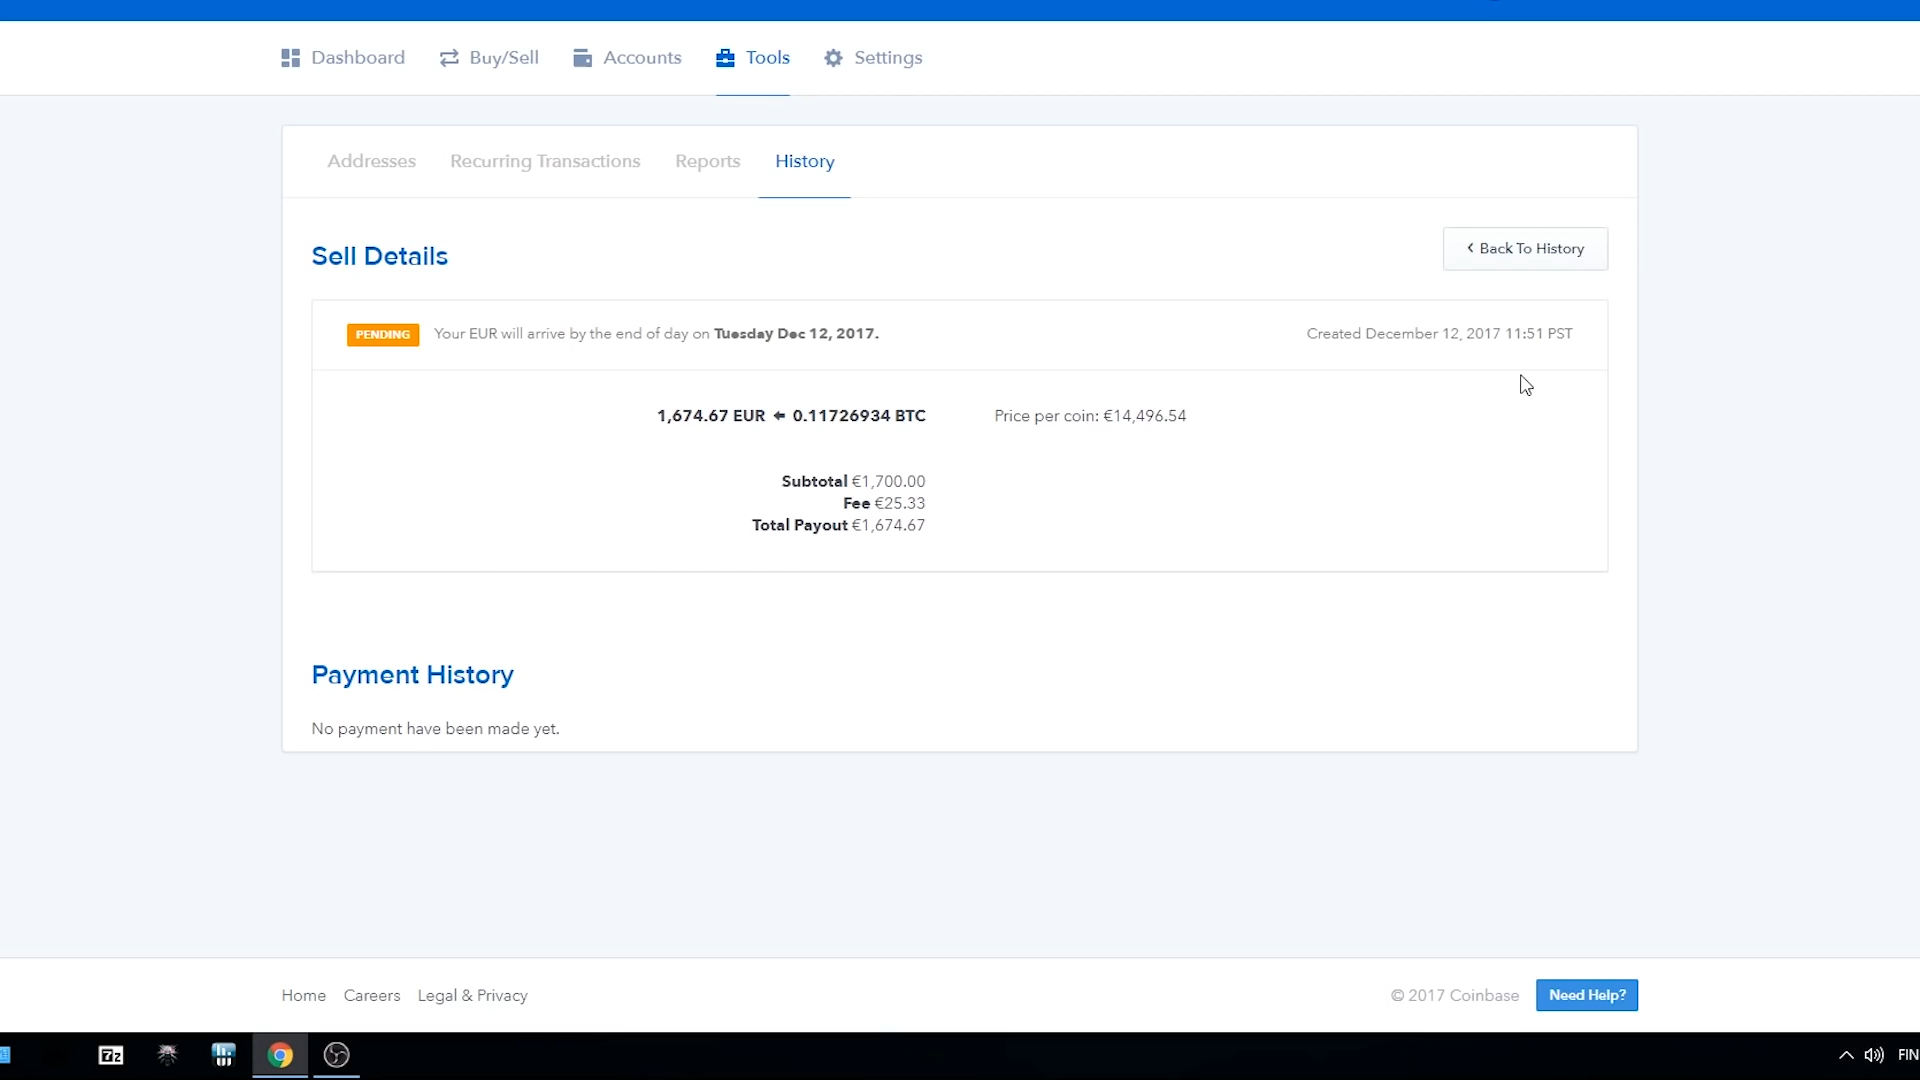 Dashboard Buy/Sell Accounts Tools Settings
Addresses Recurring Transactions Reports History
Sell Details
Back To History
PENDING Your EUR will arrive by the end of day on Tuesday Dec 12, 2017. Created December 12, 2017 11:51 PST
1,674.67 EUR 0.11726934 BTC Price per coin: €14,496.54
Subtotal €1,700.00
Fee €25.33
Total Payout €1,674.67
Payment History
No payment have been made yet.
Home Careers Legal & Privacy © 2017 Coinbase Need Help?
7z FIN